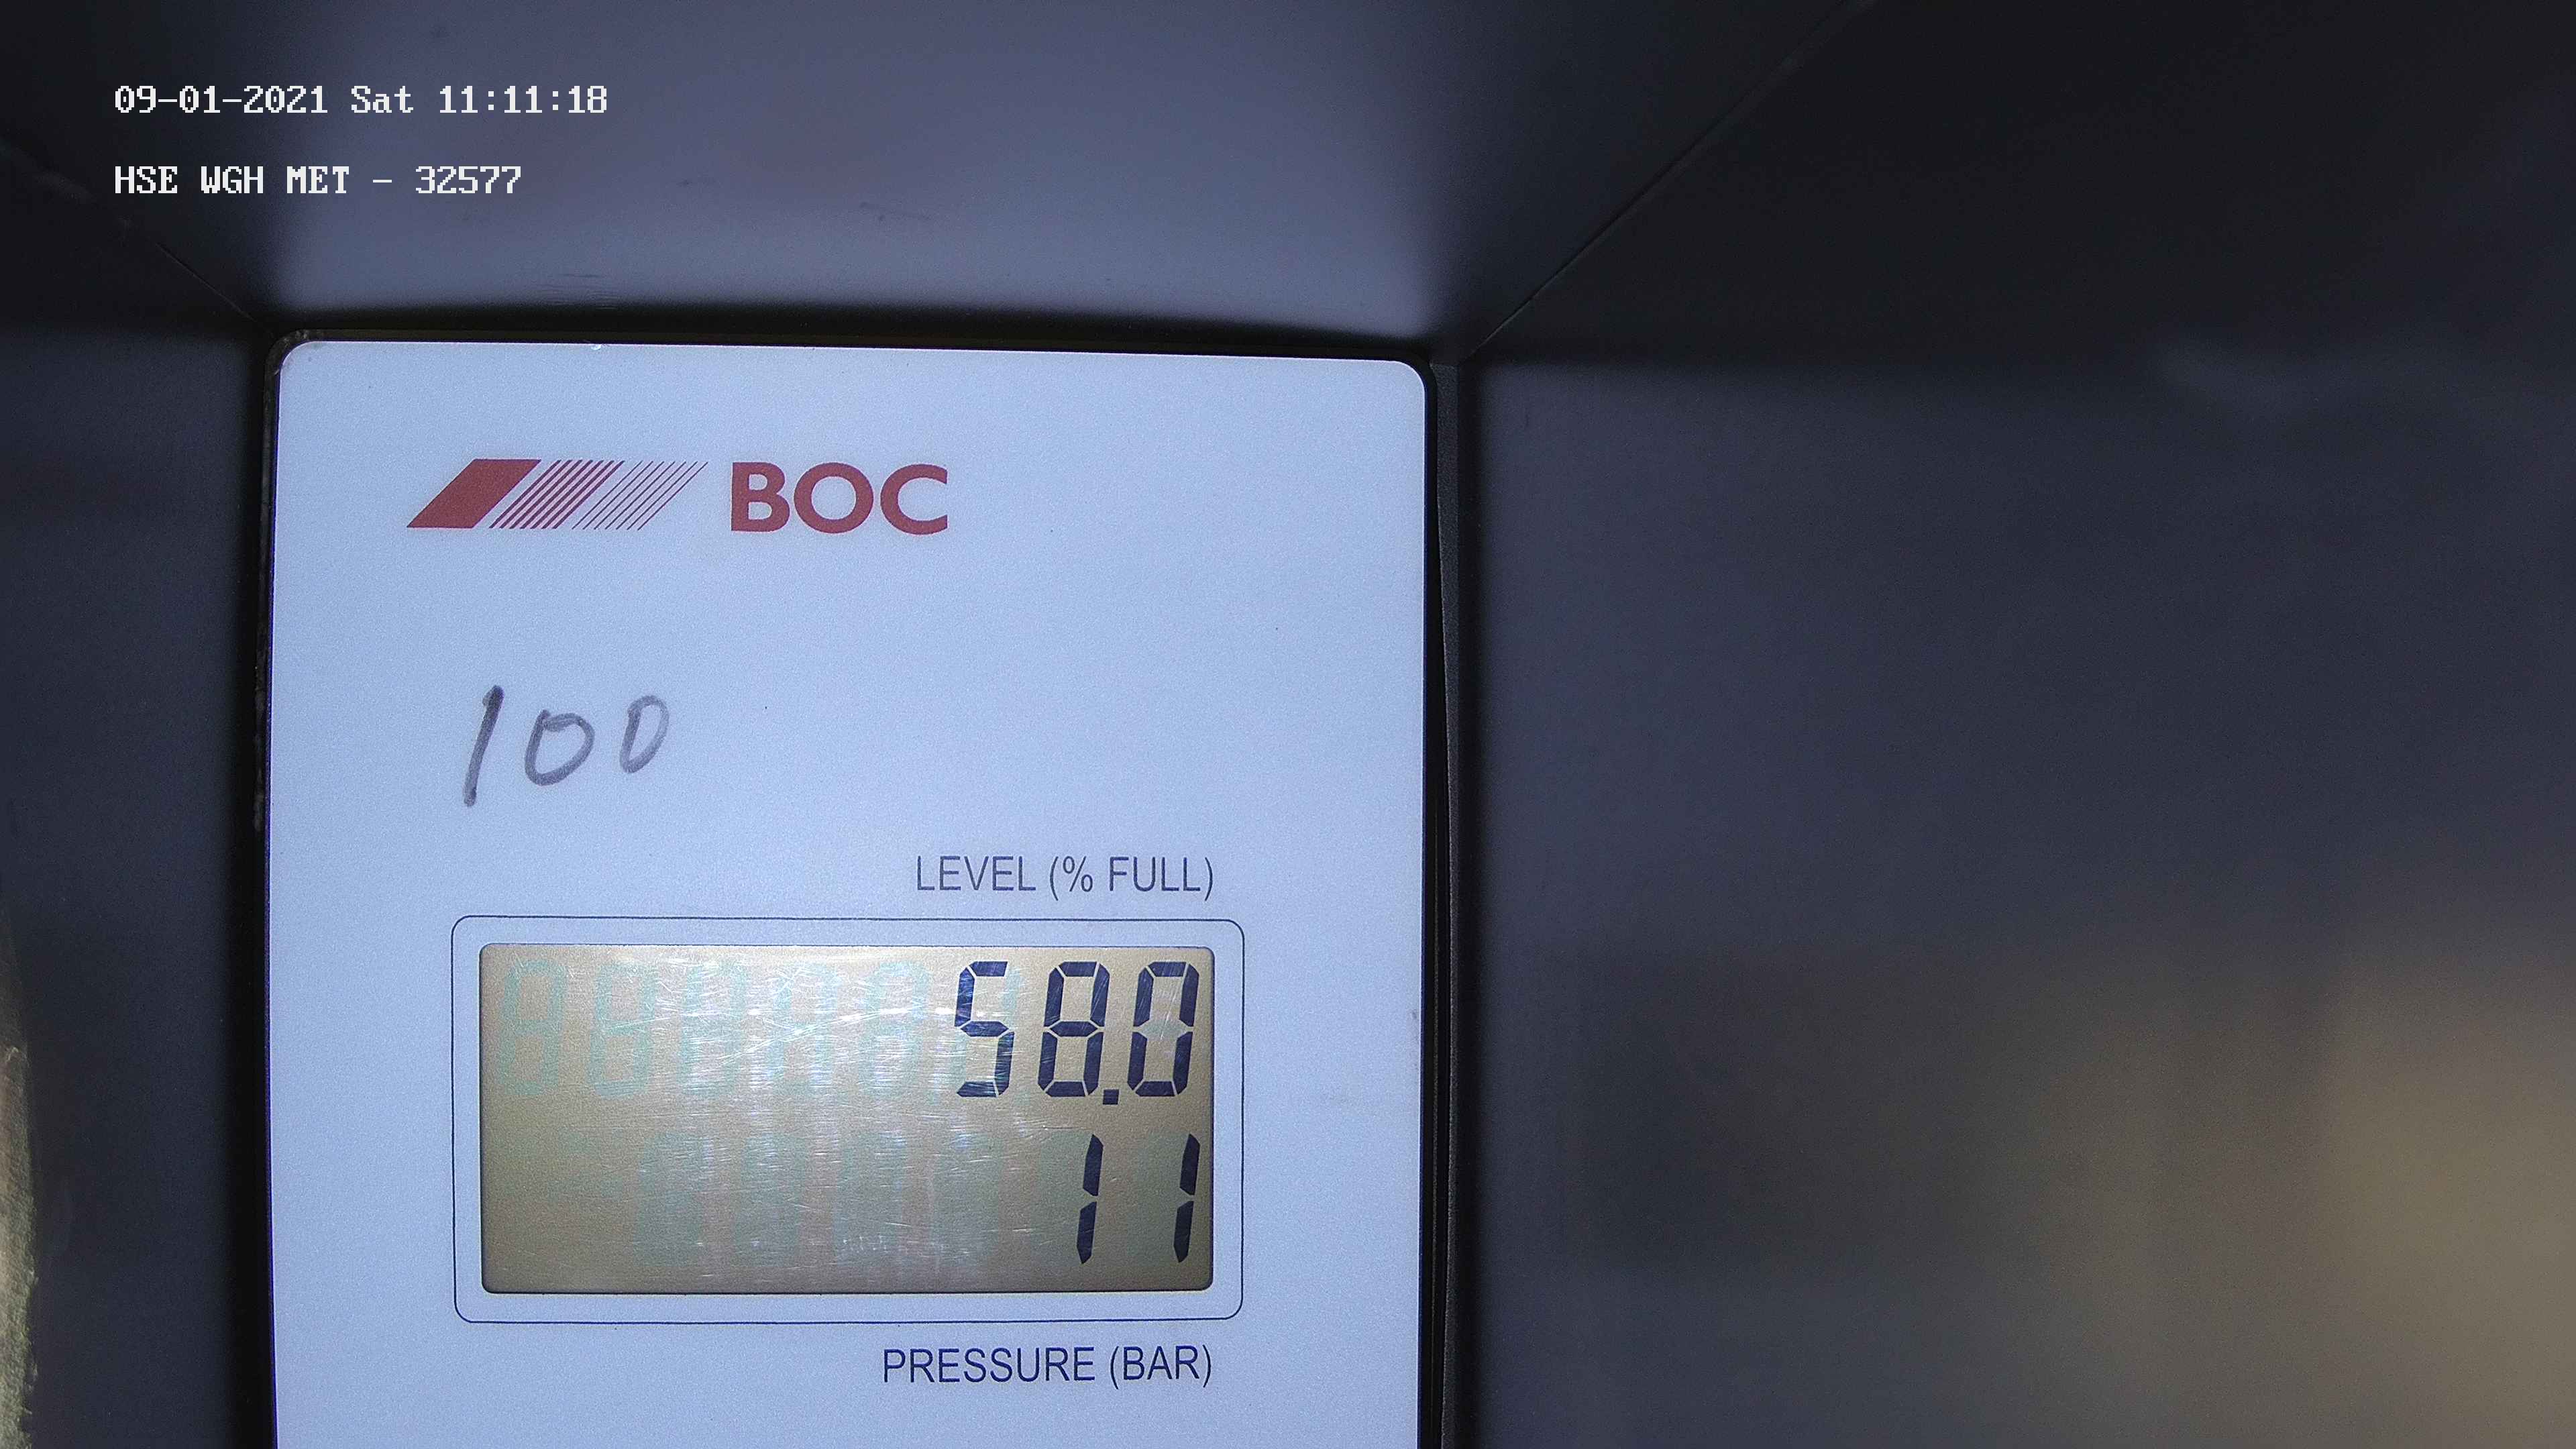 09-01-2021 Sat 11:11:18
HSE WGH MET - 32577
BOC
100
LEVEL (% FULL)
58.0
11
PRESSURE (BAR)